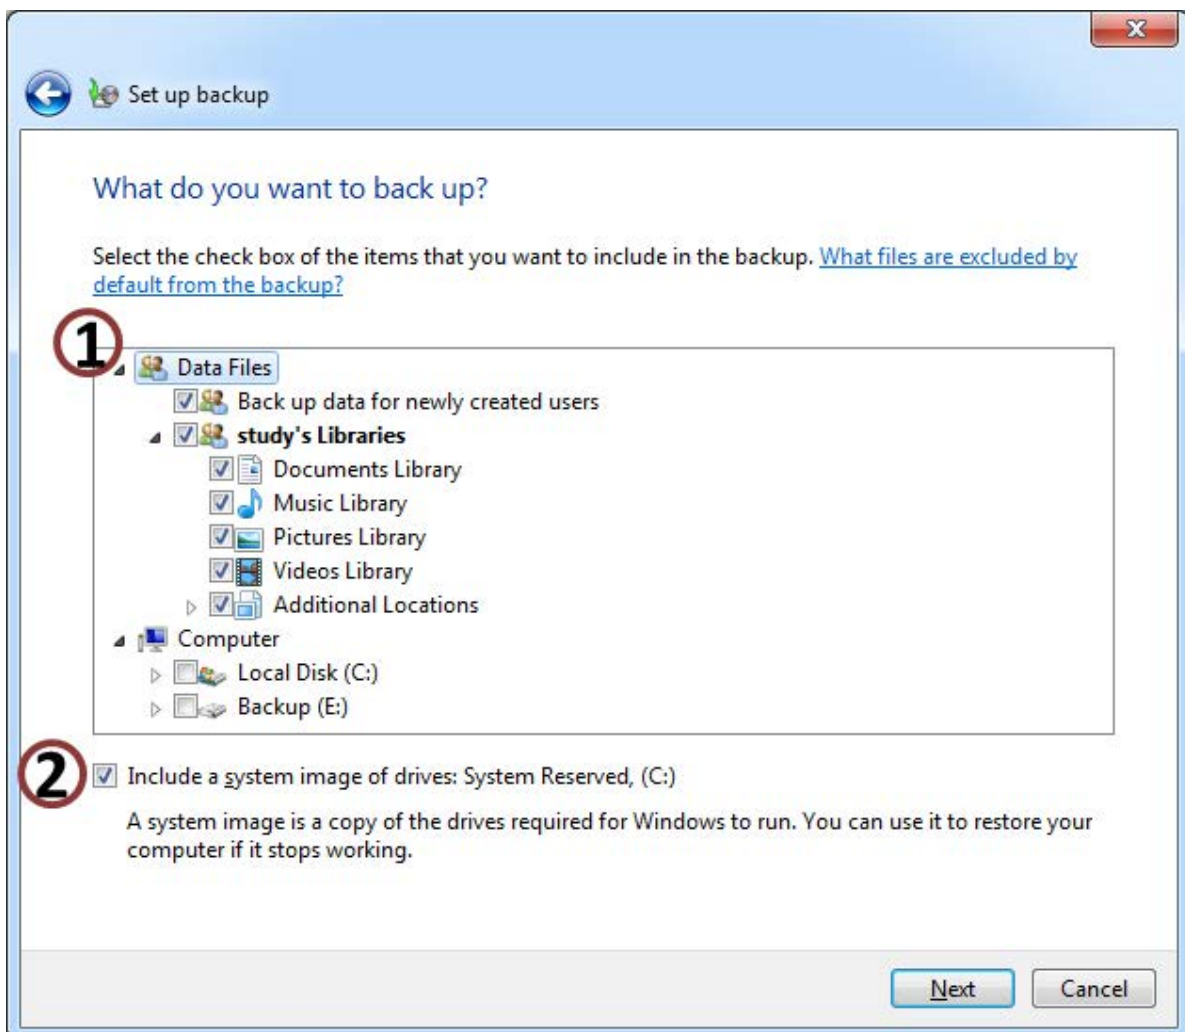 Set up backup
What do you want to back up?
Select the check box of the items that you want to include in the backup. What files are excluded by
default from the backup?
1
Data Files
Back up data for newly created users
study's Libraries
Documents Library
Music Library
Pictures Library
Videos Library
Additional Locations
Computer
Local Disk (C:)
Backup (E:)
2
Include a system image of drives: System Reserved, (C:)
A system image is a copy of the drives required for Windows to run. You can use it to restore your
computer if it stops working.
Next Cancel